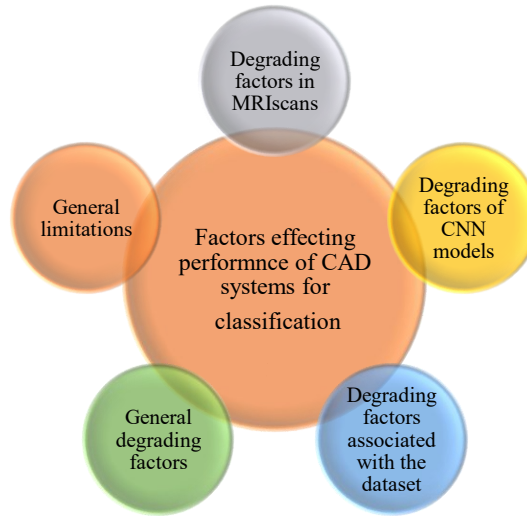 Degrading
factors in
MRIscans
Degrading
factors of
CNN
models
General
limitations
Factors effecting
performnce of CAD
systems for
classification
General
degrading
factors
Degrading
factors
associated
with the
dataset